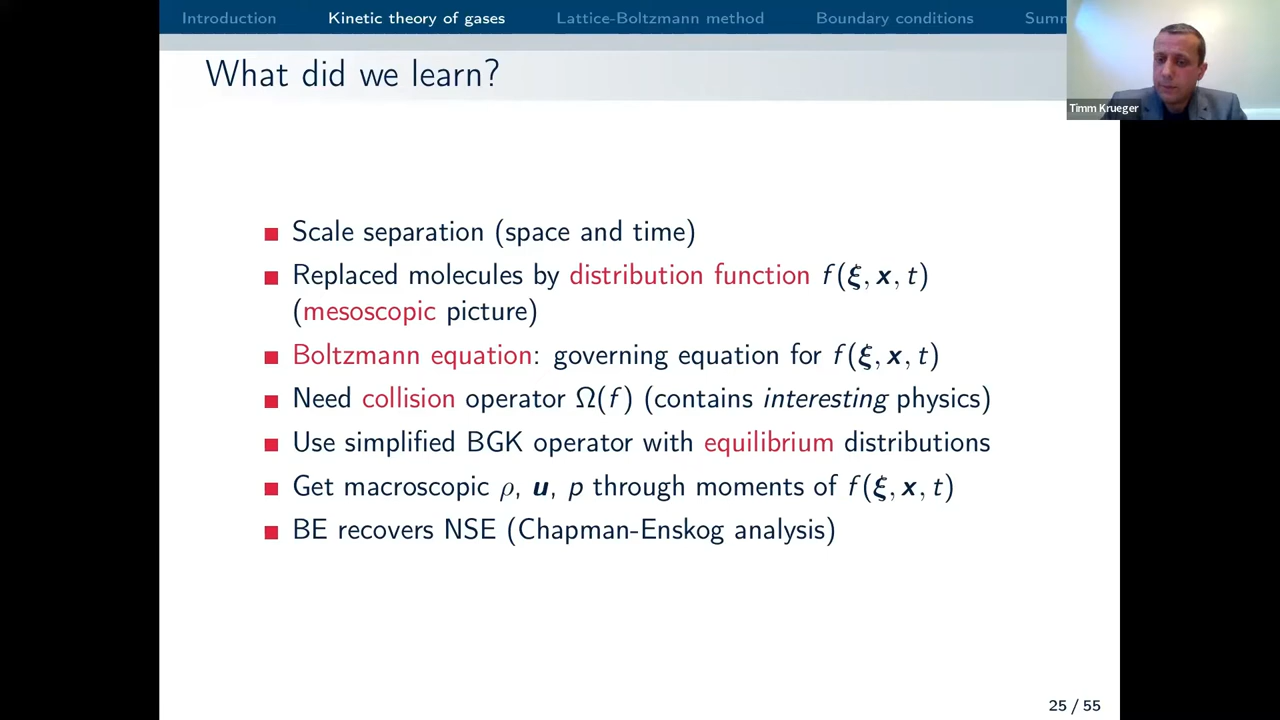 Introduction Kinetic theory of gases Lattice-Boltzmann method Boundary conditions
What did we learn?
Timm Krueger
Scale separation (space and time)
Replaced molecules by distribution function f(ξ, x, t)
(mesoscopic picture)
Boltzmann equation: governing equation for f(ξ, x, t)
Need collision operator Ω(f) (contains interesting physics)
Use simplified BGK operator with equilibrium distributions
Get macroscopic ρ, u, p through moments of f(ξ, x, t)
BE recovers NSE (Chapman-Enskog analysis)
25 / 55